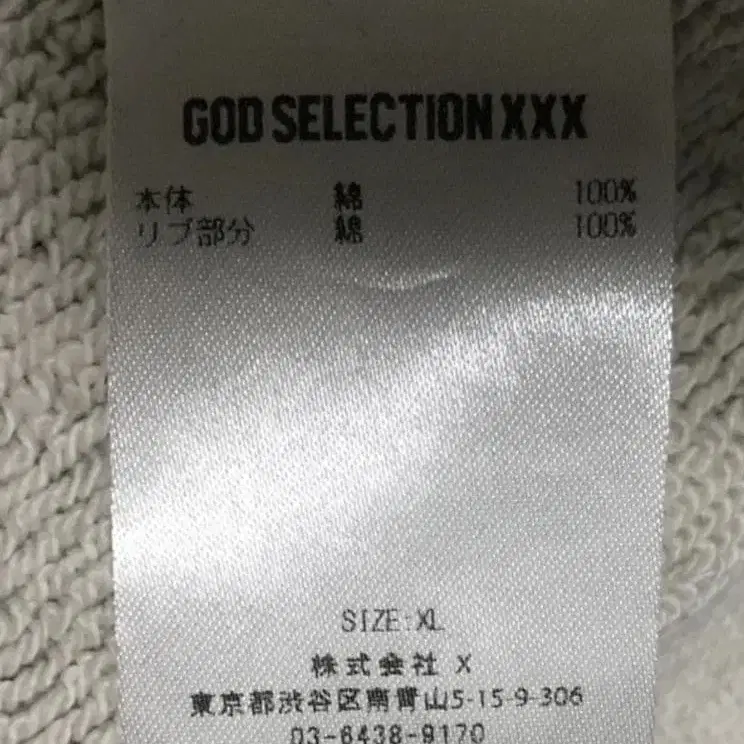 GOD SELECTION XXX
本体 綿 100%
リブ部分 綿 100%
SIZE:XL
株式会社 X
東京都渋谷区南青山5-15-9-306
03-6438-9170